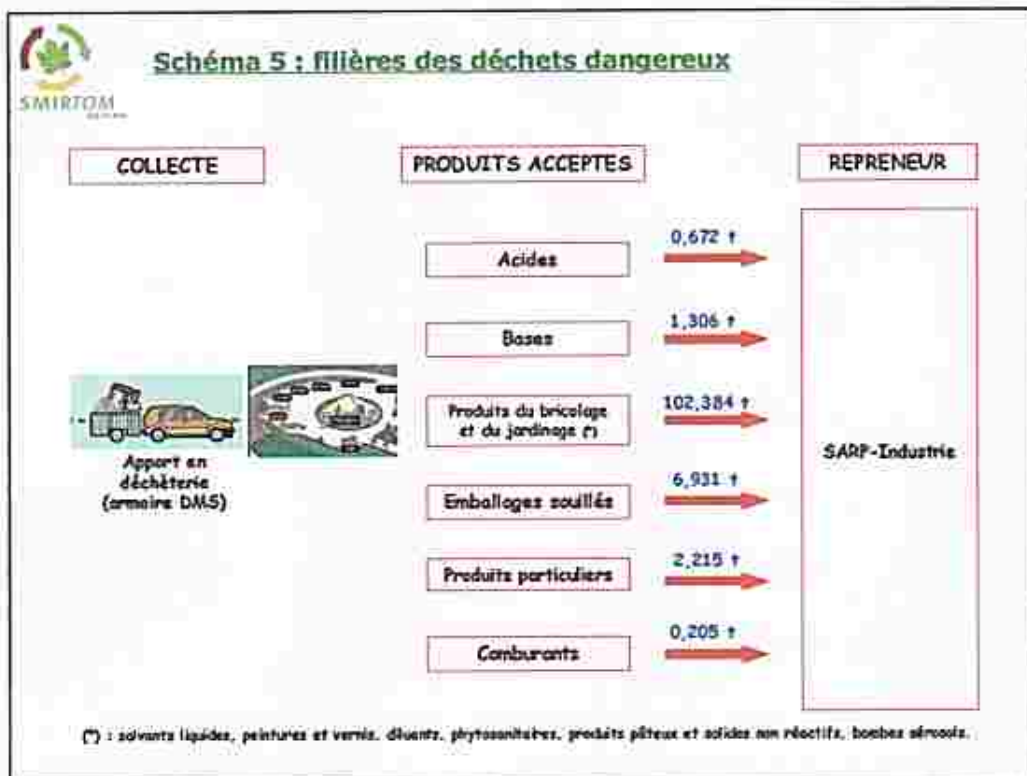 Schéma 5 : filières des déchets dangereux
SMIRTOM
COLLECTE
PRODUITS ACCEPTES
REPRENEUR
Acides
0,672 t
Bases
1,306 t
Produits du bricolage
et du jardinage (*)
102,384 t
Emballages souillés
6,931 t
Produits particuliers
2,215 t
Comburants
0,205 t
Apport en
déchèterie
(armoire DMS)
SARP-Industrie
(*) : solvants liquides, peintures et vernis, diluants, phytosanitaires, produits pâteux et solides non réactifs, bombes aérosols.